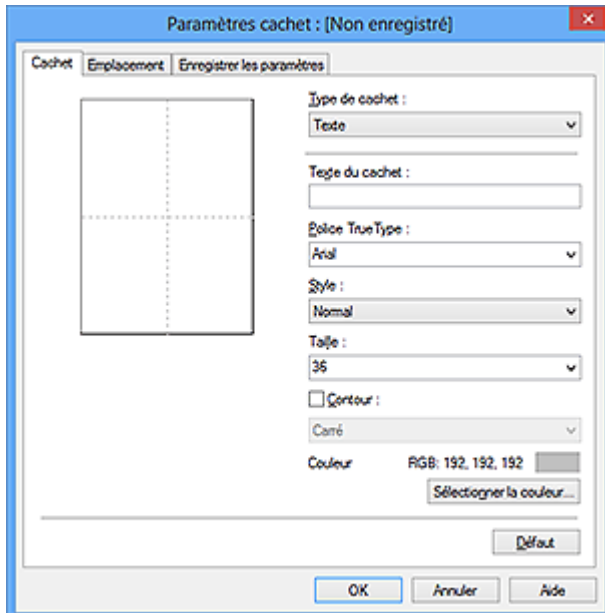 Paramètres cachet : [Non enregistré]
Cachet Emplacement Enregistrer les paramètres
Type de cachet :
Texte
Texte du cachet :
Police TrueType :
Arial
Style :
Normal
Taille :
36
Contour :
Carré
Couleur RGB: 192, 192, 192
Sélectionner la couleur...
Défaut
OK Annuler Aide